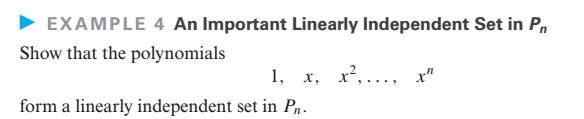 ▶ EXAMPLE 4 An Important Linearly Independent Set in Pₙ
Show that the polynomials
1, x, x², . . . , xⁿ
form a linearly independent set in Pₙ.